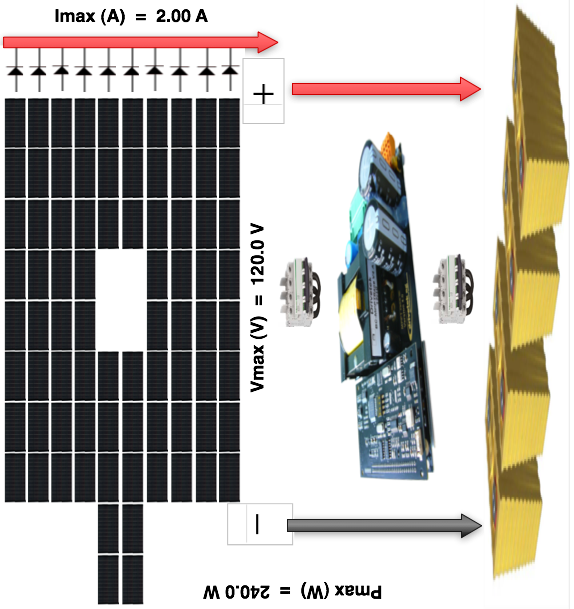 Imax (A) = 2.00 A
+
Vmax (V) = 120.0 V
–
Pmax (W) = 240.0 W